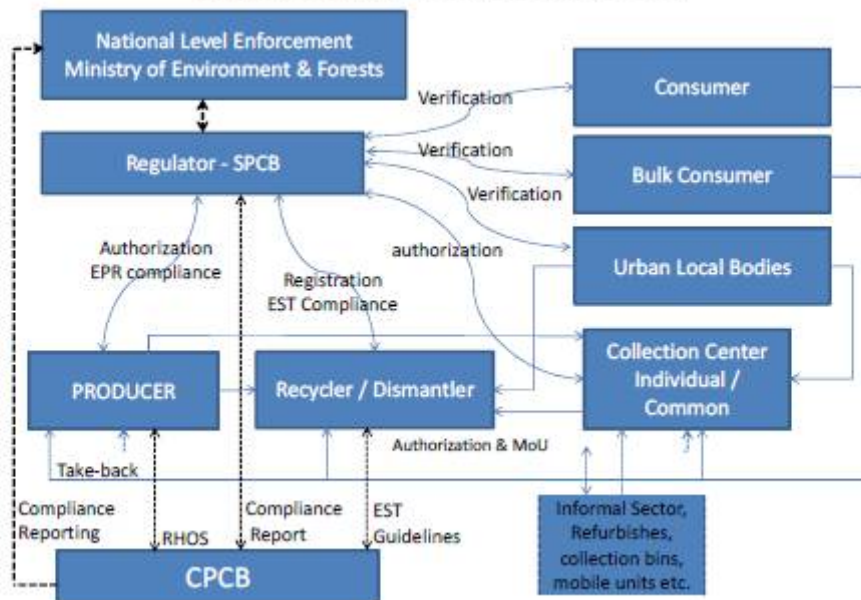 National Level Enforcement
Ministry of Environment & Forests
Consumer
Verification
Regulator - SPCB
Verification
Bulk Consumer
Verification
Authorization
EPR compliance
authorization
Urban Local Bodies
Registration
EST Compliance
PRODUCER
Recycler / Dismantler
Collection Center
Individual /
Common
Authorization & MoU
Take-back
Compliance
Reporting
RHOS
Compliance
Report
EST
Guidelines
Informal Sector,
Refurbishes,
collection bins,
mobile units etc.
CPCB